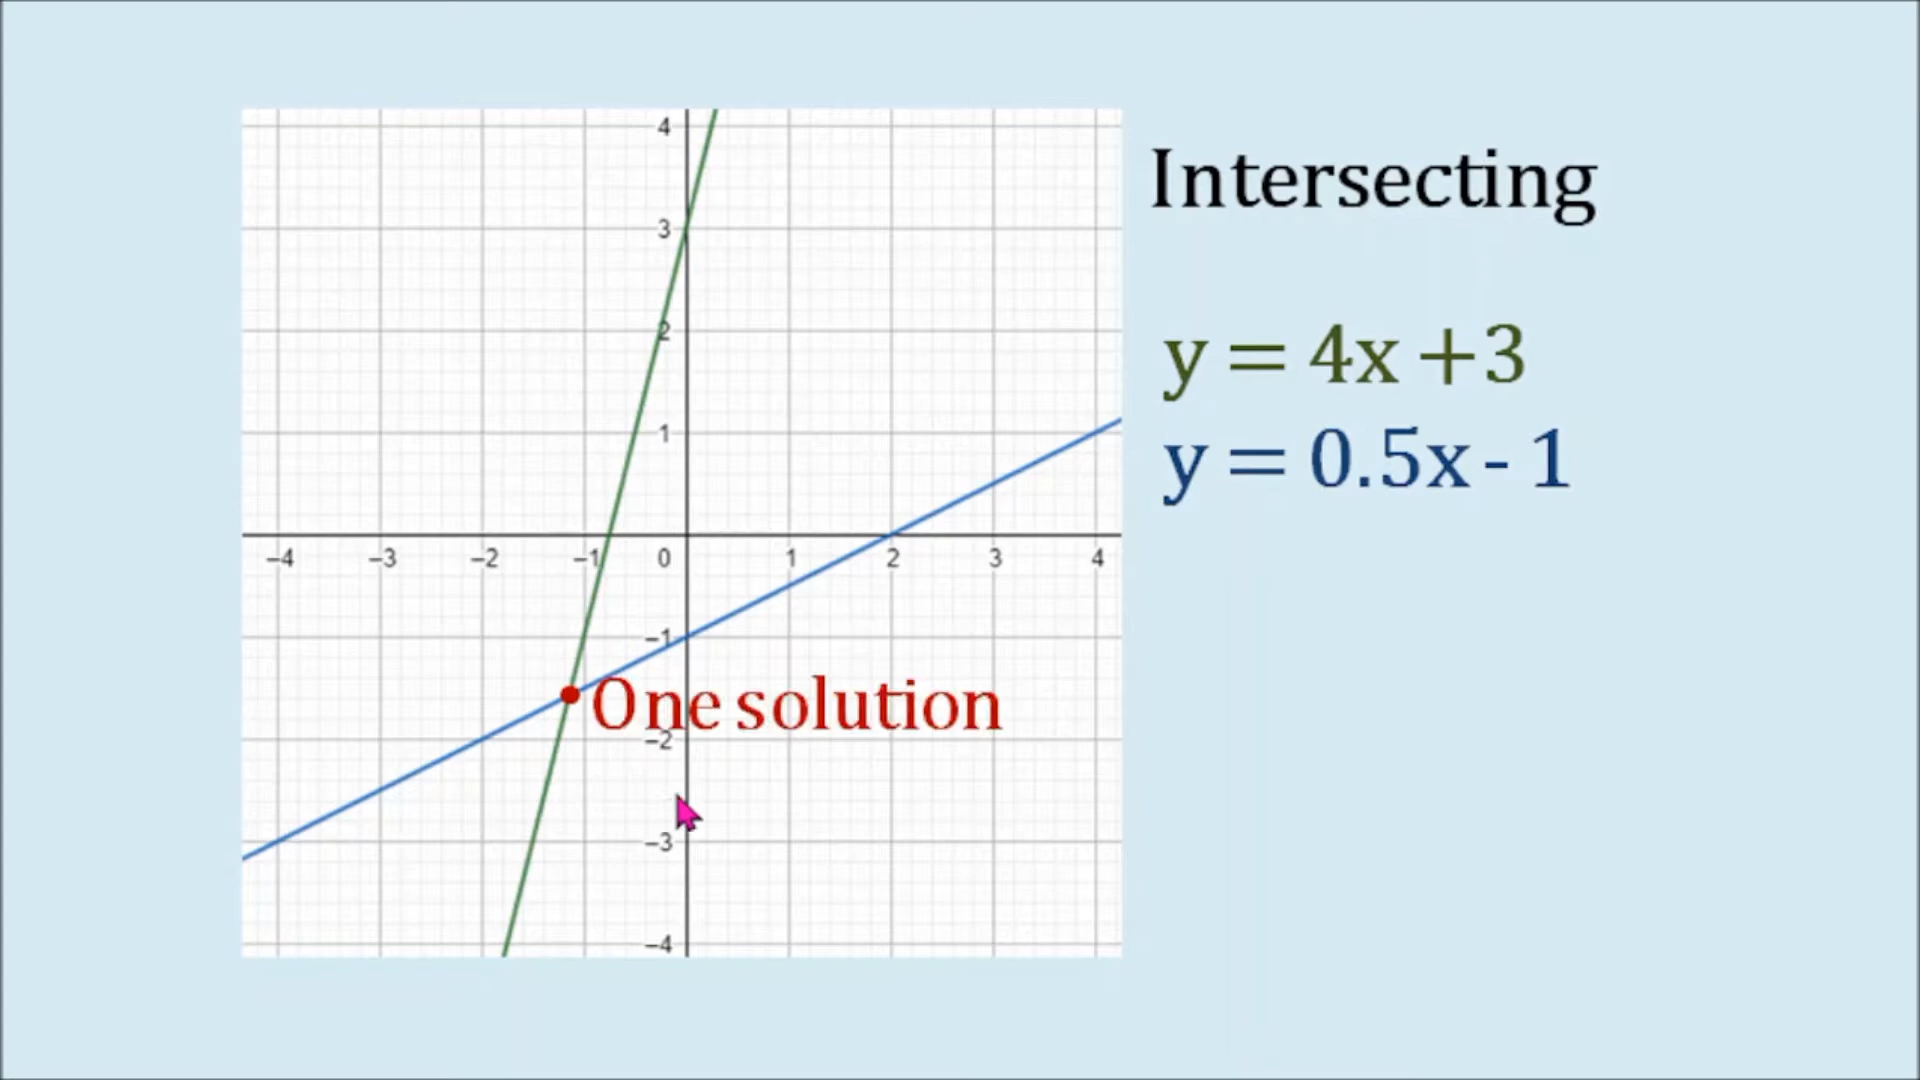 Intersecting
y = 4x +3
y = 0.5x - 1
4
3
2
1
–4 –3 –2 –1 0 1 2 3 4
–1
One solution
–2
–3
–4